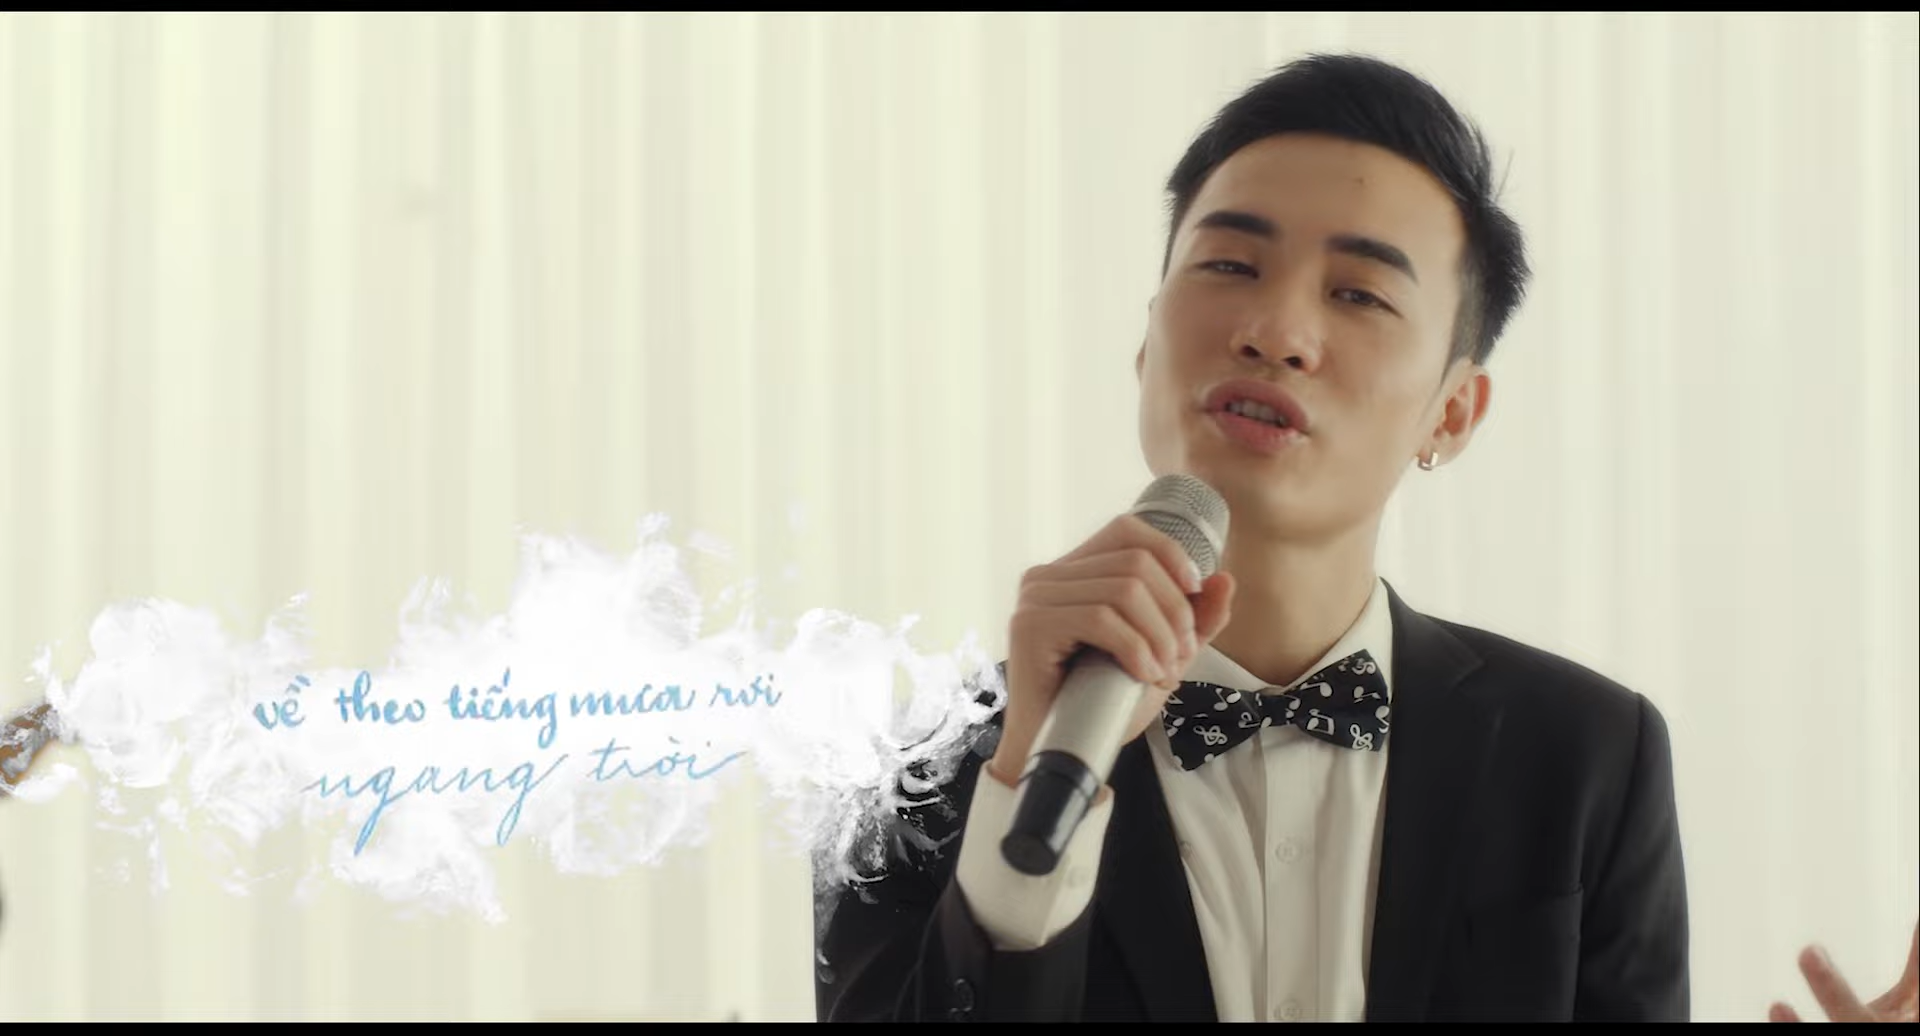 về theo tiếng mưa rơi
ngang trời